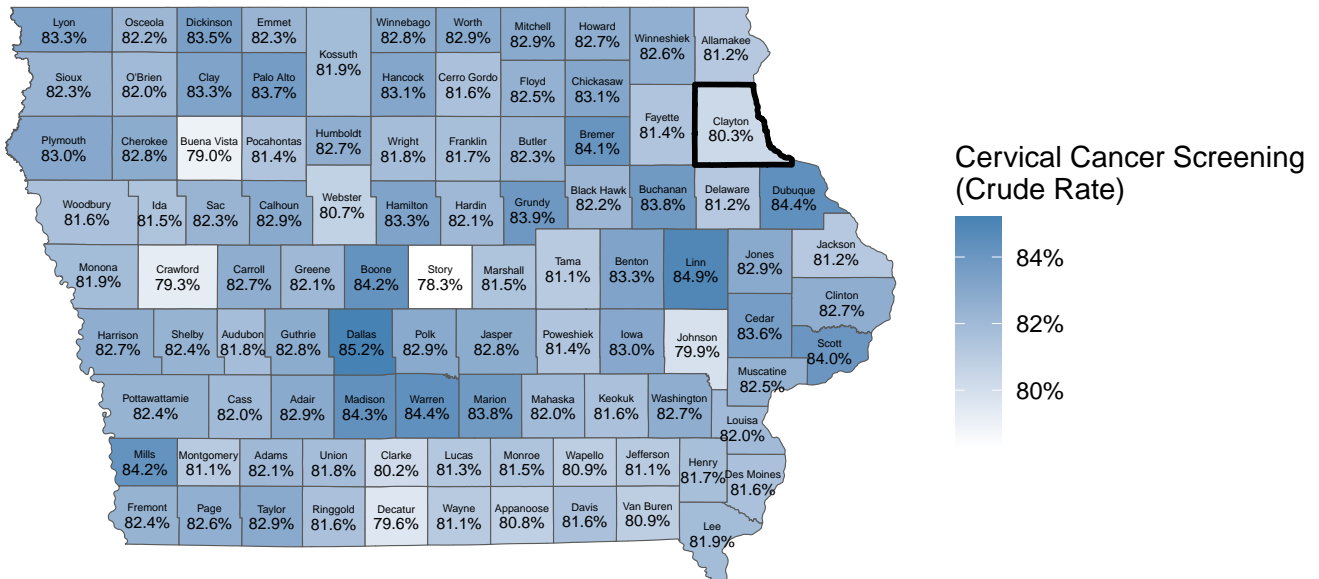 Lyon
83.3%
Osceola
82.2%
Dickinson
83.5%
Emmet
82.3%
Kossuth
81.9%
Winnebago
82.8%
Worth
82.9%
Mitchell
82.9%
Howard
82.7%
Winneshiek
82.6%
Allamakee
81.2%
Sioux
82.3%
O'Brien
82.0%
Clay
83.3%
Palo Alto
83.7%
Hancock
83.1%
Cerro Gordo
81.6%
Floyd
82.5%
Chickasaw
83.1%
Fayette
81.4%
Clayton
80.3%
Plymouth
83.0%
Cherokee
82.8%
Buena Vista
79.0%
Pocahontas
81.4%
Humboldt
82.7%
Wright
81.8%
Franklin
81.7%
Butler
82.3%
Bremer
84.1%
Woodbury
81.6%
Ida
81.5%
Sac
82.3%
Calhoun
82.9%
Webster
80.7%
Hamilton
83.3%
Hardin
82.1%
Grundy
83.9%
Black Hawk
82.2%
Buchanan
83.8%
Delaware
81.2%
Dubuque
84.4%
Monona
81.9%
Crawford
79.3%
Carroll
82.7%
Greene
82.1%
Boone
84.2%
Story
78.3%
Marshall
81.5%
Tama
81.1%
Benton
83.3%
Linn
84.9%
Jones
82.9%
Jackson
81.2%
Clinton
82.7%
Harrison
82.7%
Shelby
82.4%
Audubon
81.8%
Guthrie
82.8%
Dallas
85.2%
Polk
82.9%
Jasper
82.8%
Poweshiek
81.4%
Iowa
83.0%
Johnson
79.9%
Cedar
83.6%
Scott
84.0%
Muscatine
82.5%
Pottawattamie
82.4%
Cass
82.0%
Adair
82.9%
Madison
84.3%
Warren
84.4%
Marion
83.8%
Mahaska
82.0%
Keokuk
81.6%
Washington
82.7%
Louisa
82.0%
Mills
84.2%
Montgomery
81.1%
Adams
82.1%
Union
81.8%
Clarke
80.2%
Lucas
81.3%
Monroe
81.5%
Wapello
80.9%
Jefferson
81.1%
Henry
81.7%
Des Moines
81.6%
Fremont
82.4%
Page
82.6%
Taylor
82.9%
Ringgold
81.6%
Decatur
79.6%
Wayne
81.1%
Appanoose
80.8%
Davis
81.6%
Van Buren
80.9%
Lee
81.9%
Cervical Cancer Screening
(Crude Rate)
84%
82%
80%